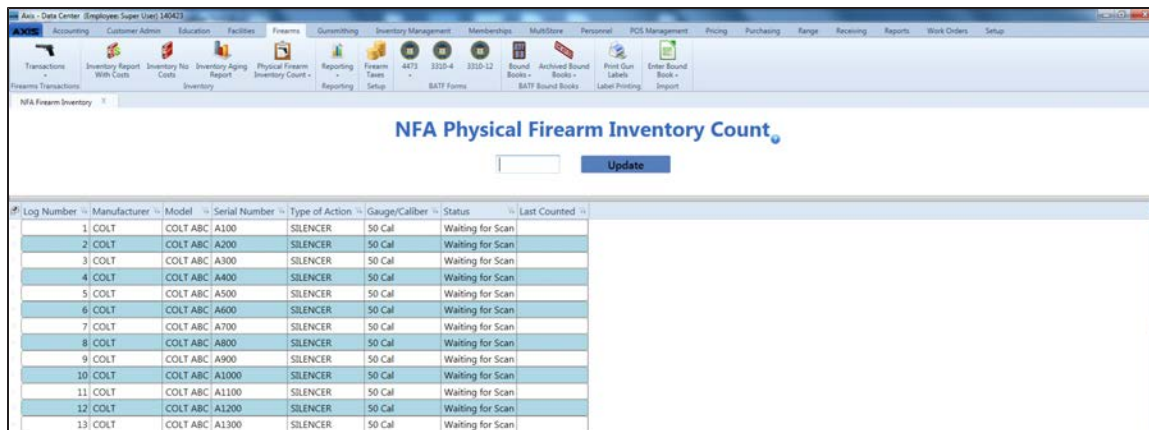 Axis - Data Center (Employee: Super User) 140423
AXIS Accounting Customer Admin Education Facilities Firearms Gunsmithing Inventory Management Memberships MultiStore Personnel POS Management Pricing Purchasing Range Receiving Reports Work Orders Setup
Transactions Inventory Report With Costs Inventory No Costs Inventory Aging Report Physical Firearm Inventory Count Reporting Firearm Taxes 4473 3310-4 3310-12 Bound Books Archived Bound Books Print Gun Labels Enter Bound Book
Firearms Transactions Inventory Reporting Setup BATF Forms BATF Bound Books Label Printing Import
NFA Firearm Inventory X
NFA Physical Firearm Inventory Count
Update
Log Number Manufacturer Model Serial Number Type of Action Gauge/Caliber Status Last Counted
1 COLT COLT ABC A100 SILENCER 50 Cal Waiting for Scan
2 COLT COLT ABC A200 SILENCER 50 Cal Waiting for Scan
3 COLT COLT ABC A300 SILENCER 50 Cal Waiting for Scan
4 COLT COLT ABC A400 SILENCER 50 Cal Waiting for Scan
5 COLT COLT ABC A500 SILENCER 50 Cal Waiting for Scan
6 COLT COLT ABC A600 SILENCER 50 Cal Waiting for Scan
7 COLT COLT ABC A700 SILENCER 50 Cal Waiting for Scan
8 COLT COLT ABC A800 SILENCER 50 Cal Waiting for Scan
9 COLT COLT ABC A900 SILENCER 50 Cal Waiting for Scan
10 COLT COLT ABC A1000 SILENCER 50 Cal Waiting for Scan
11 COLT COLT ABC A1100 SILENCER 50 Cal Waiting for Scan
12 COLT COLT ABC A1200 SILENCER 50 Cal Waiting for Scan
13 COLT COLT ABC A1300 SILENCER 50 Cal Waiting for Scan